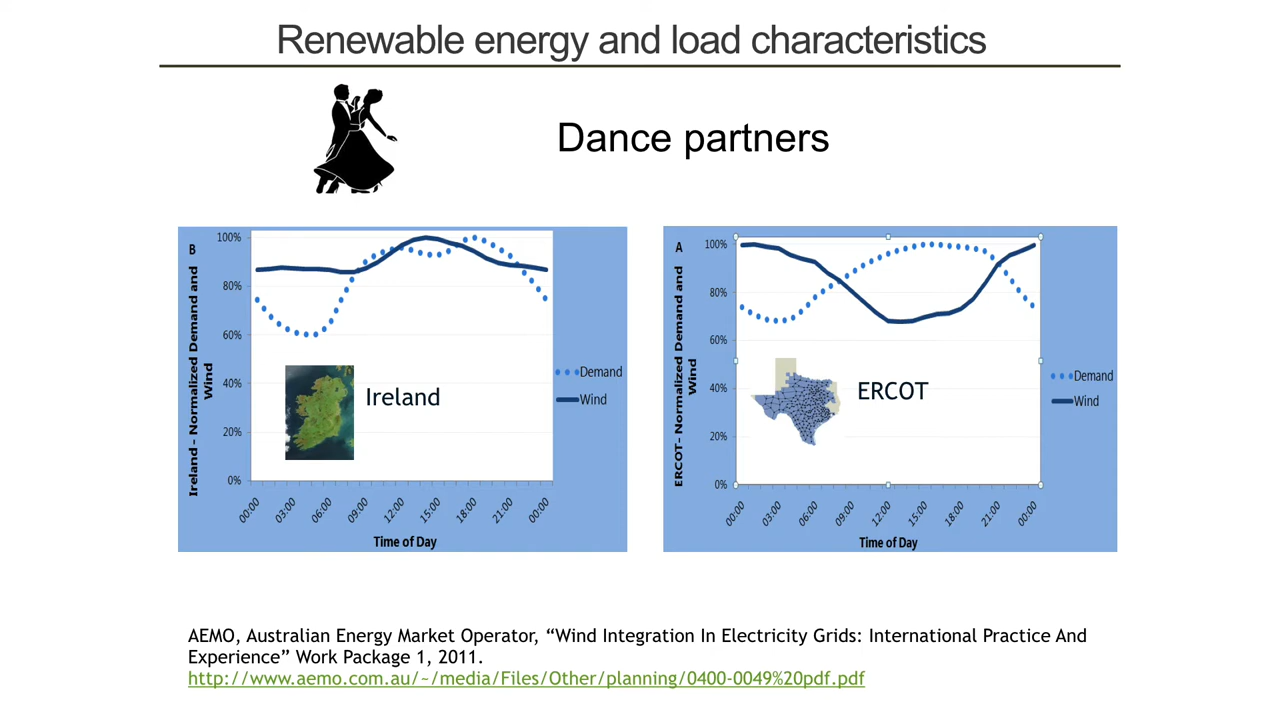 Renewable energy and load characteristics
Dance partners
B
Ireland - Normalized Demand and
Wind
100%
80%
60%
40%
20%
0%
Ireland
Demand
Wind
00:00
03:00
06:00
09:00
12:00
15:00
18:00
21:00
00:00
Time of Day
A
ERCOT- Normalized Demand and
Wind
100%
80%
60%
40%
20%
0%
ERCOT
Demand
Wind
00:00
03:00
06:00
09:00
12:00
15:00
18:00
21:00
00:00
Time of Day
AEMO, Australian Energy Market Operator, “Wind Integration In Electricity Grids: International Practice And
Experience” Work Package 1, 2011.
http://www.aemo.com.au/~/media/Files/Other/planning/0400-0049%20pdf.pdf